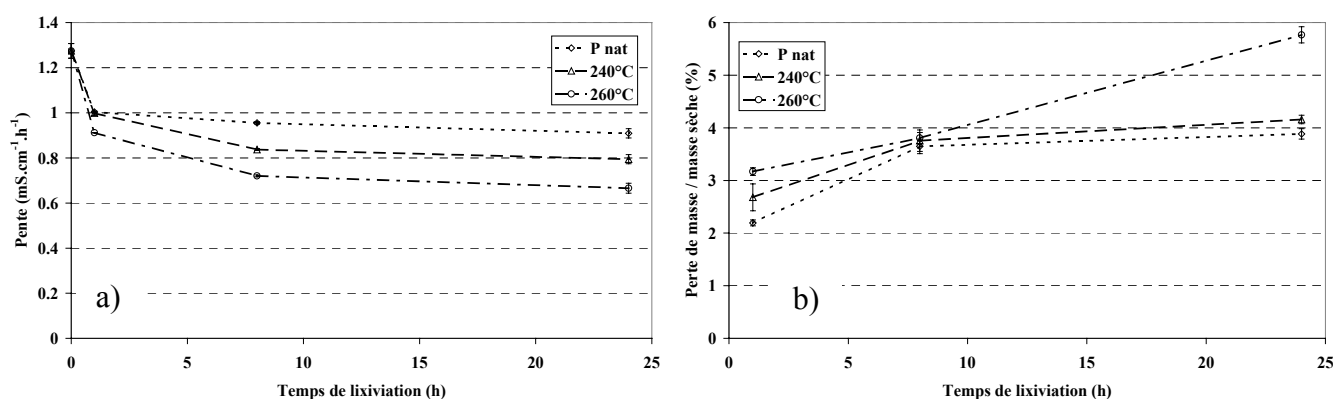 1.4
1.2
1
0.8
0.6
0.4
0.2
0
Pente (mS.cm⁻¹.h⁻¹)
P nat
240°C
260°C
a)
0 5 10 15 20 25
Temps de lixiviation (h)
7
6
5
4
3
2
1
0
Perte de masse / masse sèche (%)
P nat
240°C
260°C
b)
0 5 10 15 20 25
Temps de lixiviation (h)